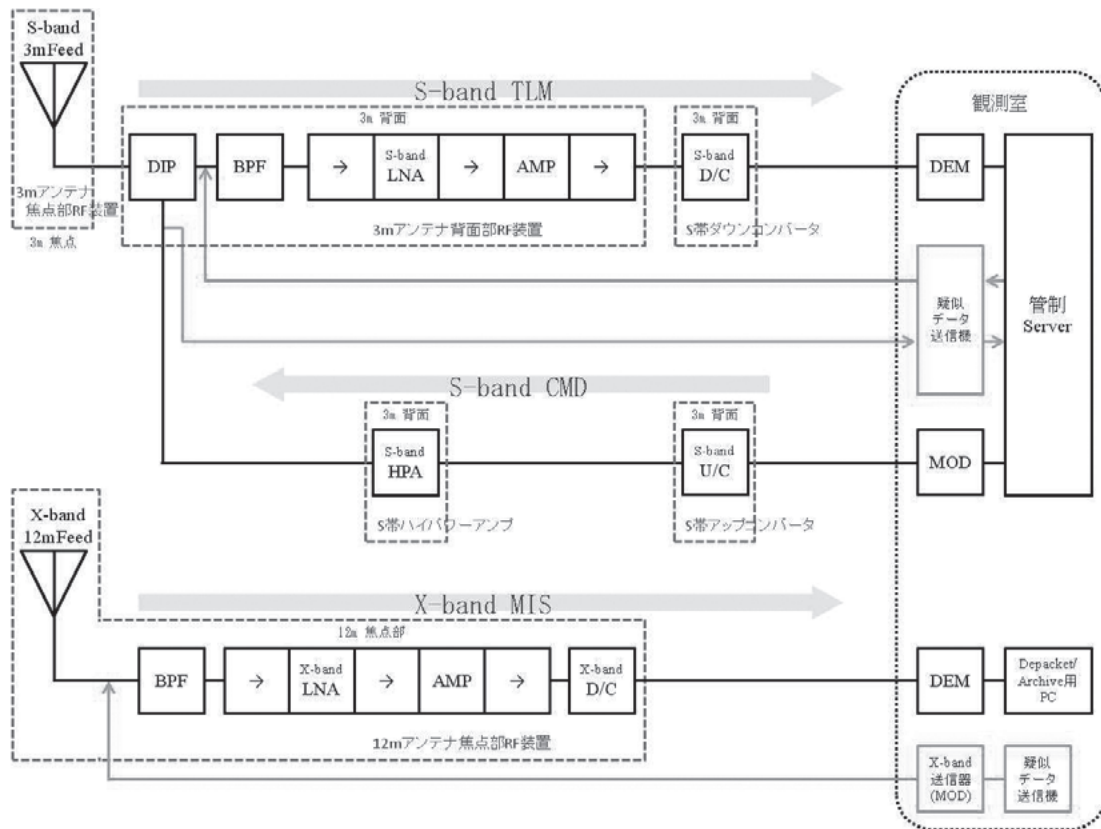 S-band
3mFeed
S-band TLM
3m 背面
3m 背面
観測室
DIP
BPF
→
S-band
LNA
→
AMP
→
S-band
D/C
DEM
3mアンテナ
焦点部RF装置
3m 焦点
3mアンテナ背面部RF装置
S帯ダウンコンバータ
疑似
データ
送信機
管制
Server
S-band CMD
3m 背面
3m 背面
S-band
HPA
S-band
U/C
MOD
S帯ハイパワーアンプ
S帯アップコンバータ
X-band
12mFeed
X-band MIS
12m 焦点部
BPF
→
X-band
LNA
→
AMP
→
X-band
D/C
DEM
Depacket/
Archive用
PC
12mアンテナ焦点部RF装置
X-band
送信器
(MOD)
疑似
データ
送信機